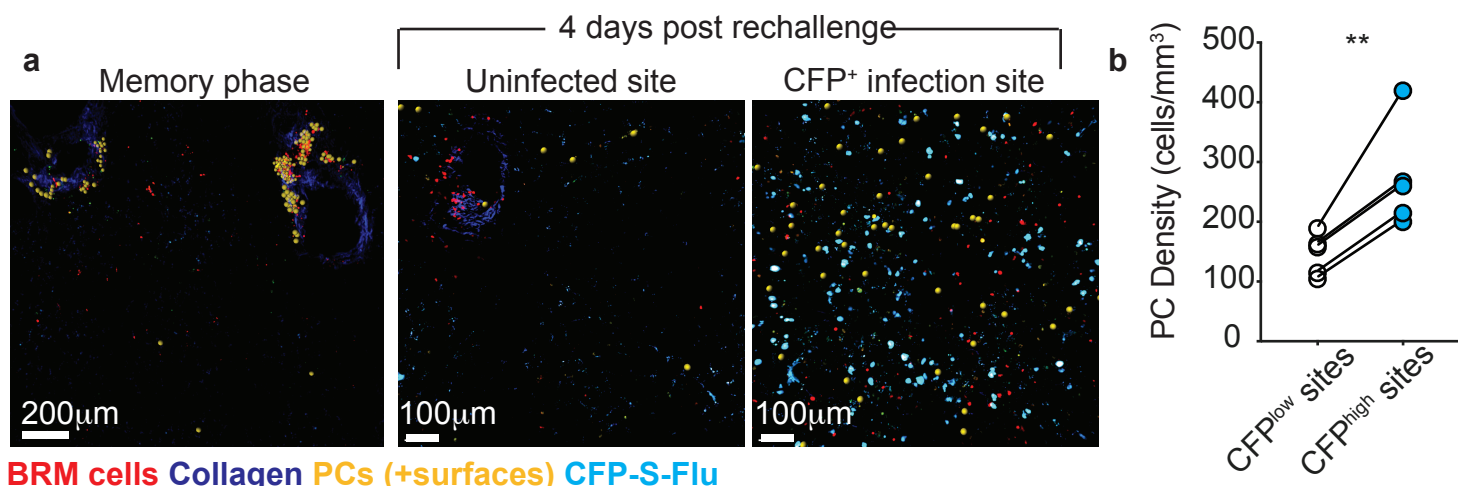 4 days post rechallenge
a
Memory phase
Uninfected site
CFP⁺ infection site
200μm
100μm
100μm
BRM cells Collagen PCs (+surfaces) CFP-S-Flu
b
PC Density (cells/mm³)
500
400
300
200
100
0
**
CFPˡᵒʷ sites
CFPʰⁱᵍʰ sites